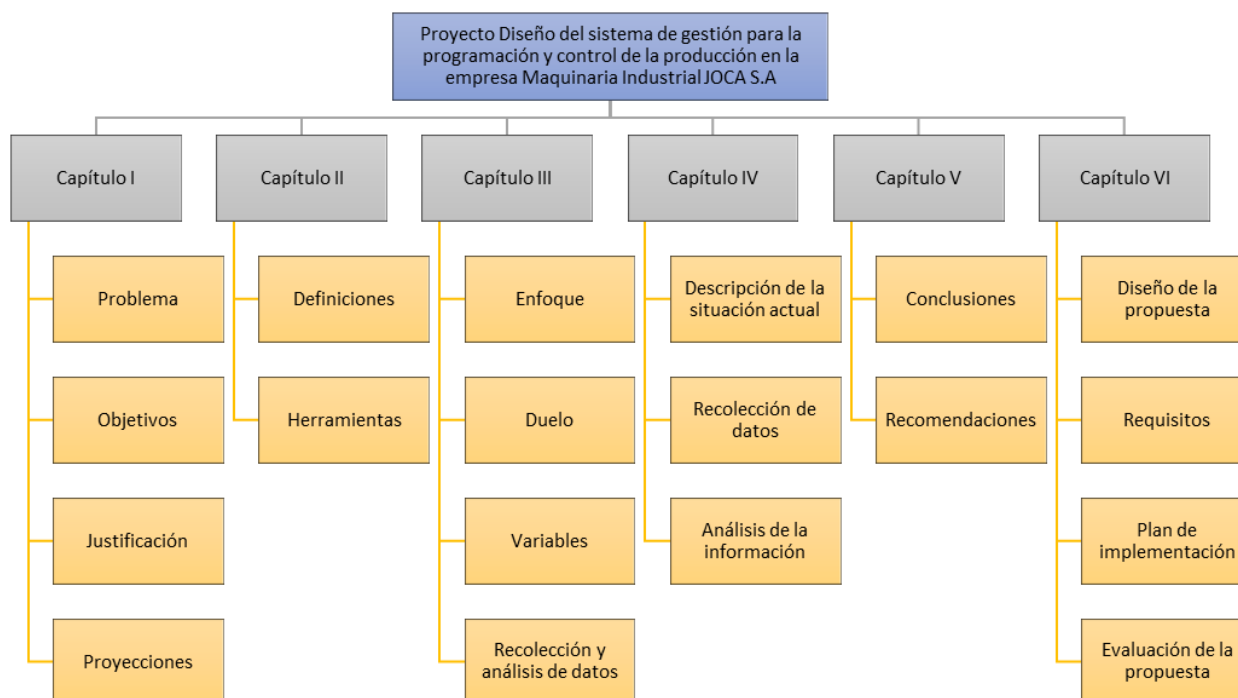 Proyecto Diseño del sistema de gestión para la
programación y control de la producción en la
empresa Maquinaria Industrial JOCA S.A
Capítulo I
Capítulo II
Capítulo III
Capítulo IV
Capítulo V
Capítulo VI
Problema
Definiciones
Enfoque
Descripción de la
situación actual
Conclusiones
Diseño de la
propuesta
Objetivos
Herramientas
Duelo
Recolección de
datos
Recomendaciones
Requisitos
Justificación
Variables
Análisis de la
información
Plan de
implementación
Proyecciones
Recolección y
análisis de datos
Evaluación de la
propuesta